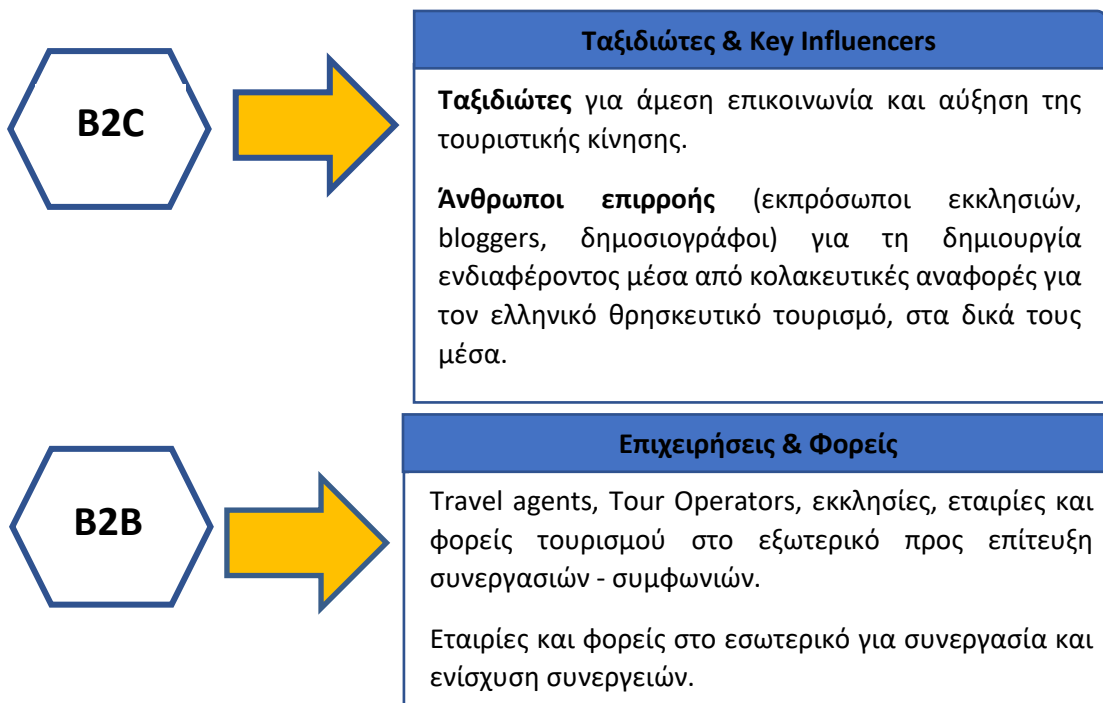 B2C
Ταξιδιώτες & Key Influencers
Ταξιδιώτες για άμεση επικοινωνία και αύξηση της
τουριστικής κίνησης.
Άνθρωποι επιρροής (εκπρόσωποι εκκλησιών,
bloggers, δημοσιογράφοι) για τη δημιουργία
ενδιαφέροντος μέσα από κολακευτικές αναφορές για
τον ελληνικό θρησκευτικό τουρισμό, στα δικά τους
μέσα.
B2B
Επιχειρήσεις & Φορείς
Travel agents, Tour Operators, εκκλησίες, εταιρίες και
φορείς τουρισμού στο εξωτερικό προς επίτευξη
συνεργασιών - συμφωνιών.
Εταιρίες και φορείς στο εσωτερικό για συνεργασία και
ενίσχυση συνεργειών.